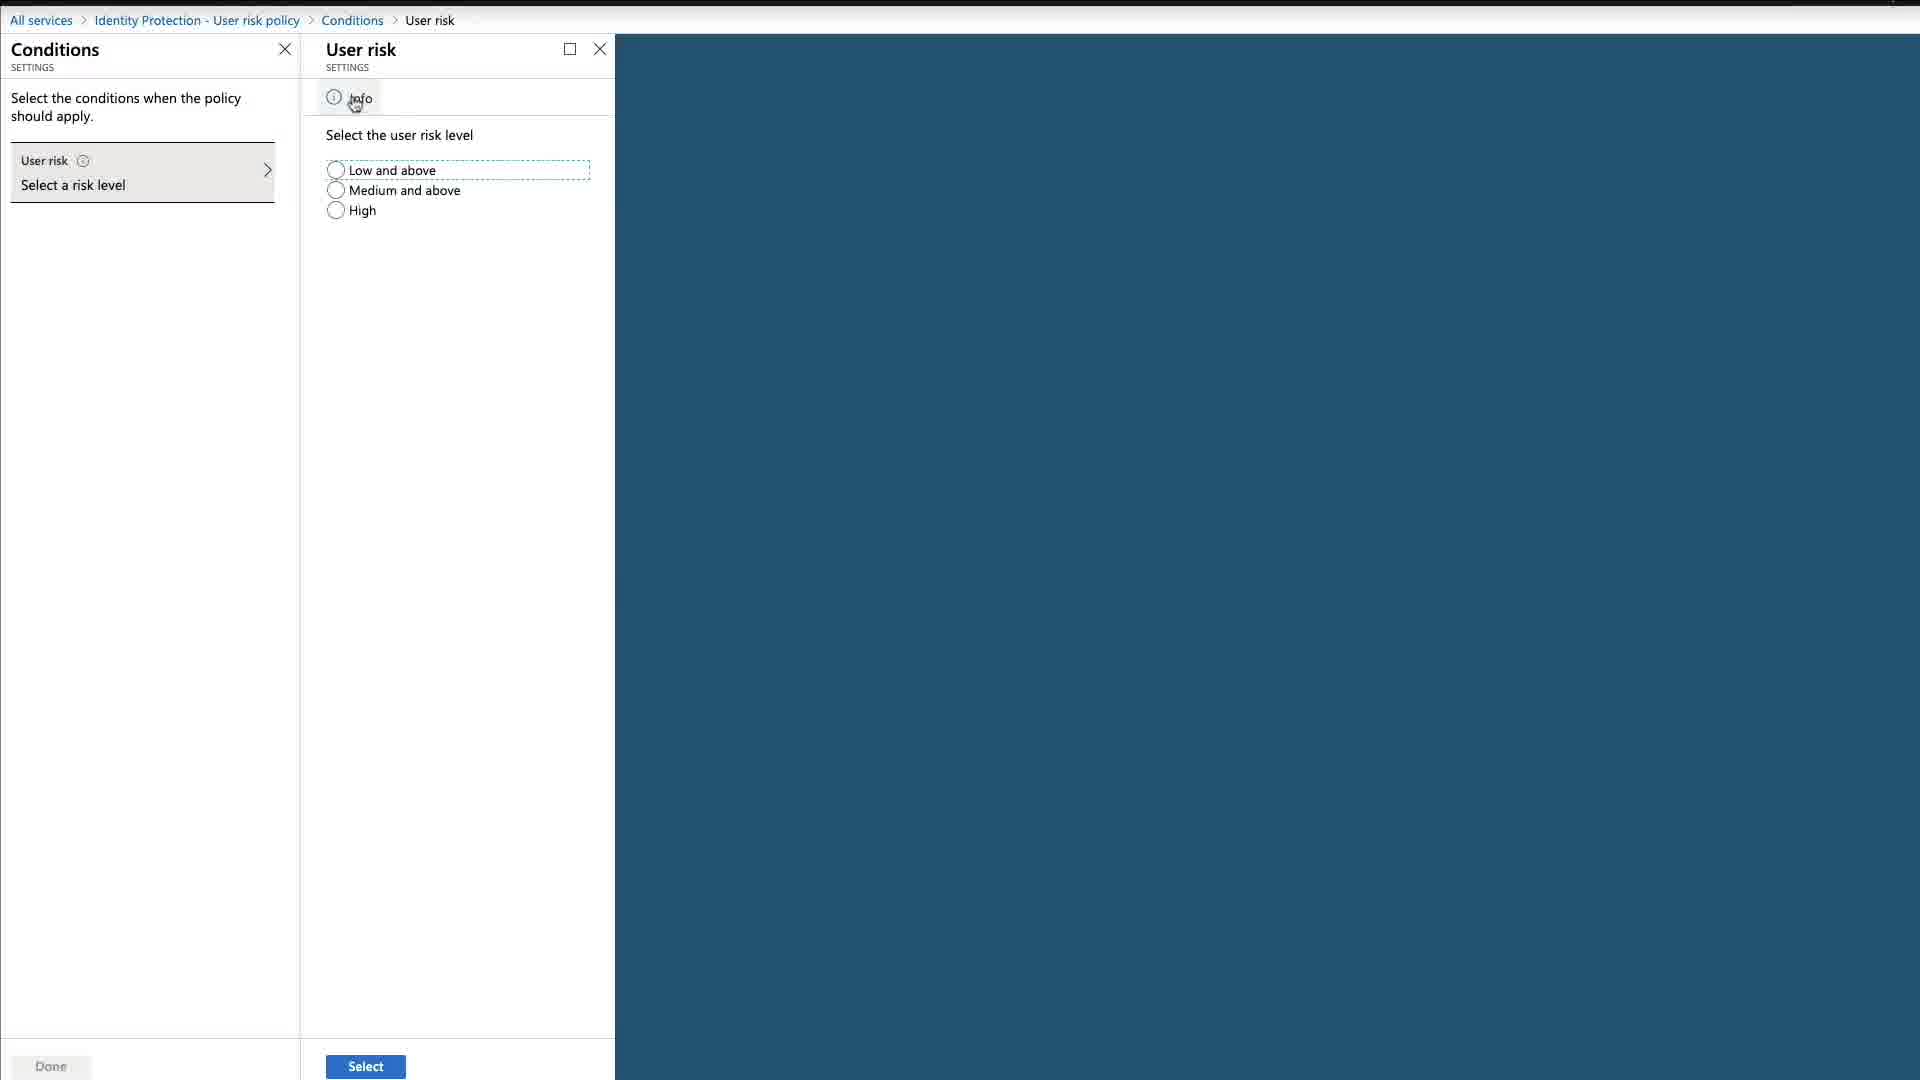 All services > Identity Protection - User risk policy > Conditions > User risk
Conditions
SETTINGS
Select the conditions when the policy
should apply.
User risk
Select a risk level
Done
User risk
SETTINGS
Info
Select the user risk level
Low and above
Medium and above
High
Select